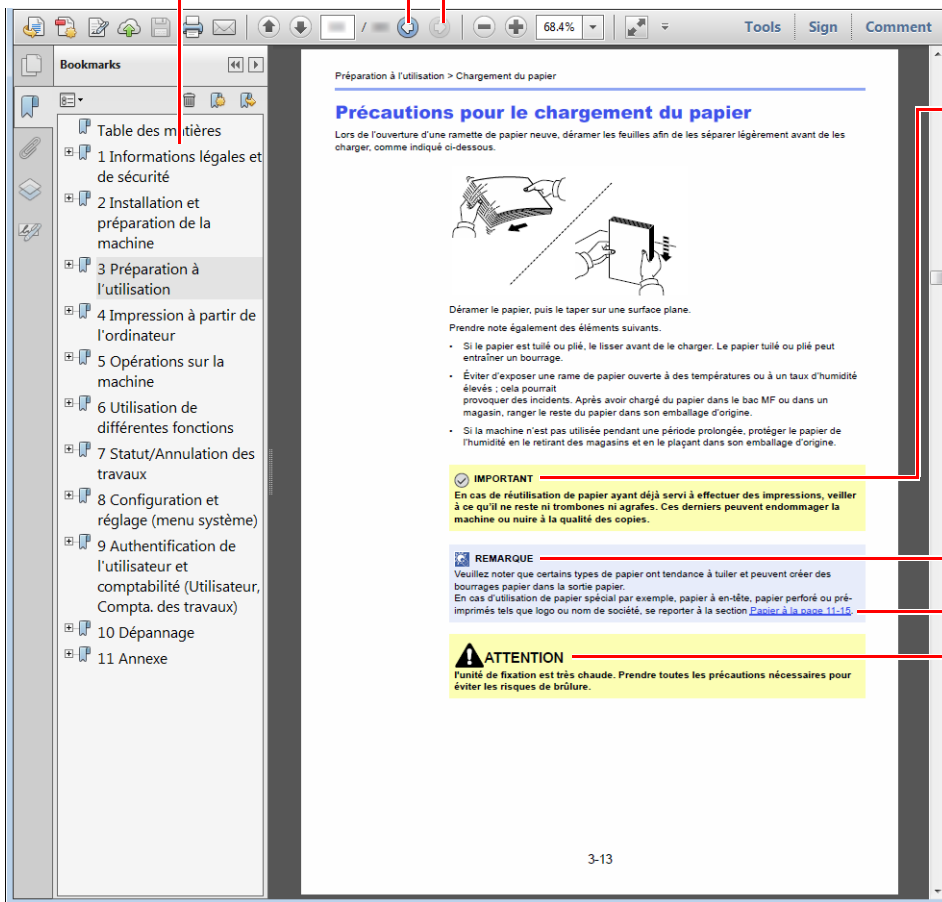 /
68.4%
Tools
Sign
Comment
Bookmarks
Table des matières
1 Informations légales et
de sécurité
2 Installation et
préparation de la
machine
3 Préparation à
l'utilisation
4 Impression à partir de
l'ordinateur
5 Opérations sur la
machine
6 Utilisation de
différentes fonctions
7 Statut/Annulation des
travaux
8 Configuration et
réglage (menu système)
9 Authentification de
l'utilisateur et
comptabilité (Utilisateur,
Compta. des travaux)
10 Dépannage
11 Annexe
Préparation à l'utilisation > Chargement du papier
Précautions pour le chargement du papier
Lors de l'ouverture d'une ramette de papier neuve, déramer les feuilles afin de les séparer légèrement avant de les
charger, comme indiqué ci-dessous.
Déramer le papier, puis le taper sur une surface plane.
Prendre note également des éléments suivants.
• Si le papier est tuilé ou plié, le lisser avant de le charger. Le papier tuilé ou plié peut
entraîner un bourrage.
• Éviter d'exposer une rame de papier ouverte à des températures ou à un taux d'humidité
élevés ; cela pourrait
provoquer des incidents. Après avoir chargé du papier dans le bac MF ou dans un
magasin, ranger le reste du papier dans son emballage d'origine.
• Si la machine n'est pas utilisée pendant une période prolongée, protéger le papier de
l'humidité en le retirant des magasins et en le plaçant dans son emballage d'origine.
IMPORTANT
En cas de réutilisation de papier ayant déjà servi à effectuer des impressions, veiller
à ce qu'il ne reste ni trombones ni agrafes. Ces derniers peuvent endommager la
machine ou nuire à la qualité des copies.
REMARQUE
Veuillez noter que certains types de papier ont tendance à tuiler et peuvent créer des
bourrages papier dans la sortie papier.
En cas d'utilisation de papier spécial par exemple, papier à en-tête, papier perforé ou pré-
imprimés tels que logo ou nom de société, se reporter à la section Papier à la page 11-15.
ATTENTION
l'unité de fixation est très chaude. Prendre toutes les précautions nécessaires pour
éviter les risques de brûlure.
3-13